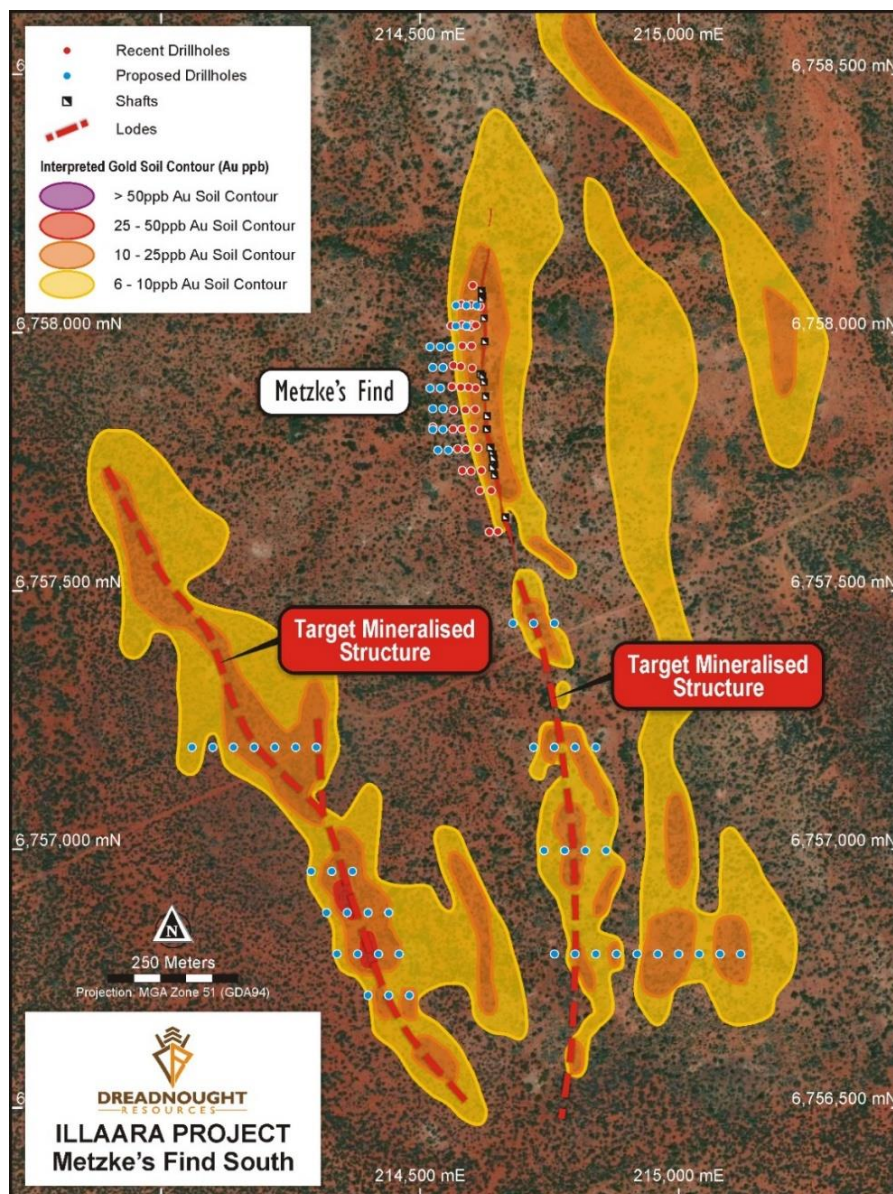 214,500 mE
215,000 mE
6,758,500 mN
Recent Drillholes
Proposed Drillholes
Shafts
Lodes
Interpreted Gold Soil Contour (Au ppb)
> 50ppb Au Soil Contour
25 - 50ppb Au Soil Contour
10 - 25ppb Au Soil Contour
6 - 10ppb Au Soil Contour
6,758,000 mN
6,758,000 mN
Metzke's Find
6,757,500 mN
6,757,500 mN
Target Mineralised
Structure
Target Mineralised
Structure
6,757,000 mN
6,757,000 mN
N
250 Meters
Projection: MGA Zone 51 (GDA94)
DREADNOUGHT
RESOURCES
ILLAARA PROJECT
Metzke's Find South
6,756,500 mN
214,500 mE
215,000 mE